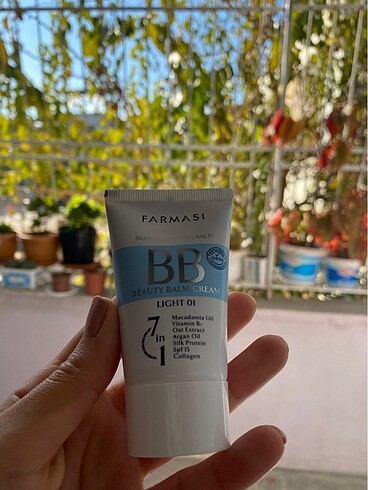 FARMASI
BB
BEAUTY BALM CREAM
LIGHT 01
7 in 1
Macadamia Oil
Vitamin B5
Oat Extract
Argan Oil
Silk Protein
Spf 15
Collagen